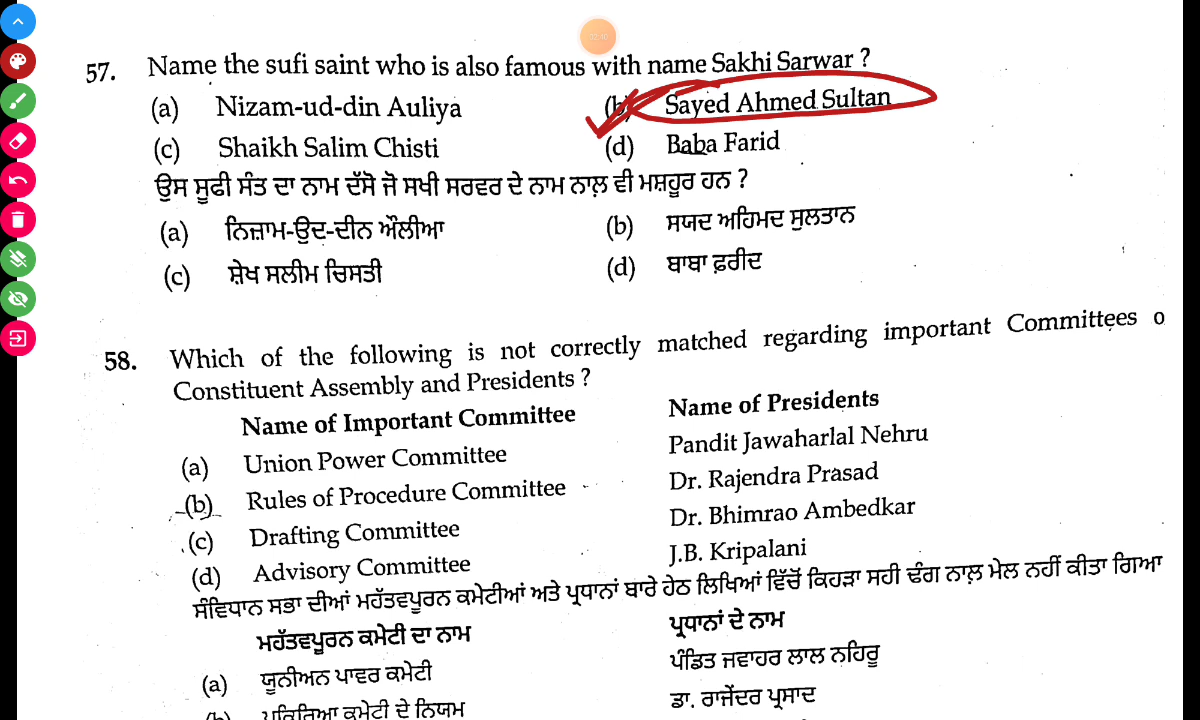 57. Name the sufi saint who is also famous with name Sakhi Sarwar ?
(a) Nizam-ud-din Auliya (b) Sayed Ahmed Sultan
(c) Shaikh Salim Chisti (d) Baba Farid
ਉਸ ਸੂਫੀ ਸੰਤ ਦਾ ਨਾਮ ਦੱਸੋ ਜੋ ਸਖੀ ਸਰਵਰ ਦੇ ਨਾਮ ਨਾਲ਼ ਵੀ ਮਸ਼ਹੂਰ ਹਨ ?
(a) ਨਿਜ਼ਾਮ-ਉਦ-ਦੀਨ ਔਲੀਆ (b) ਸਯਦ ਅਹਿਮਦ ਸੁਲਤਾਨ
(c) ਸ਼ੇਖ ਸਲੀਮ ਚਿਸਤੀ (d) ਬਾਬਾ ਫ਼ਰੀਦ
58. Which of the following is not correctly matched regarding important Committees o
Constituent Assembly and Presidents ?
Name of Important Committee Name of Presidents
(a) Union Power Committee Pandit Jawaharlal Nehru
(b) Rules of Procedure Committee Dr. Rajendra Prasad
(c) Drafting Committee Dr. Bhimrao Ambedkar
(d) Advisory Committee J.B. Kripalani
ਸੰਵਿਧਾਨ ਸਭਾ ਦੀਆਂ ਮਹੱਤਵਪੂਰਨ ਕਮੇਟੀਆਂ ਅਤੇ ਪ੍ਰਧਾਨਾਂ ਬਾਰੇ ਹੇਠ ਲਿਖਿਆਂ ਵਿੱਚੋਂ ਕਿਹੜਾ ਸਹੀ ਢੰਗ ਨਾਲ਼ ਮੇਲ ਨਹੀਂ ਕੀਤਾ ਗਿਆ
ਮਹੱਤਵਪੂਰਨ ਕਮੇਟੀ ਦਾ ਨਾਮ ਪ੍ਰਧਾਨਾਂ ਦੇ ਨਾਮ
(a) ਯੂਨੀਅਨ ਪਾਵਰ ਕਮੇਟੀ ਪੰਡਿਤ ਜਵਾਹਰ ਲਾਲ ਨਹਿਰੂ
(b) ਪ੍ਰਕਿਰਿਆ ਕਮੇਟੀ ਦੇ ਨਿਯਮ ਡਾ. ਰਾਜੇਂਦਰ ਪ੍ਰਸਾਦ